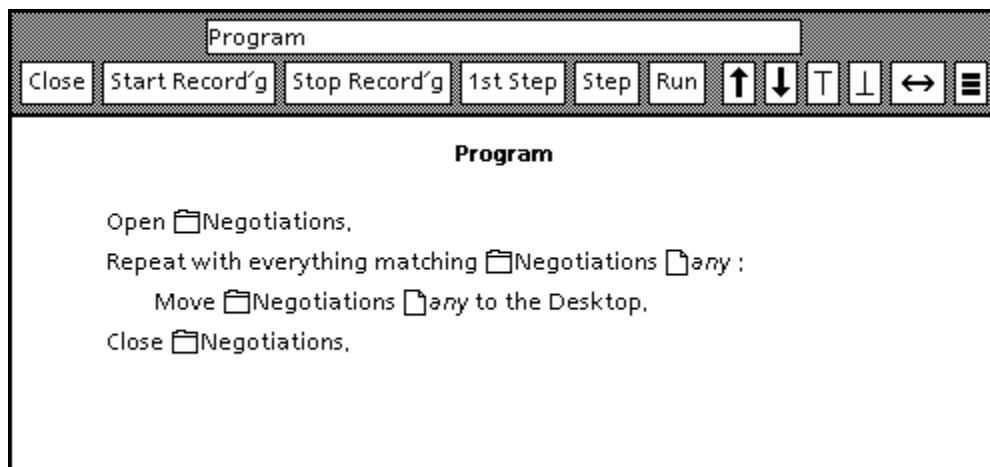 Program
Close Start Record´g Stop Record´g 1st Step Step Run
Program
Open Negotiations.
Repeat with everything matching Negotiations any :
Move Negotiations any to the Desktop.
Close Negotiations.